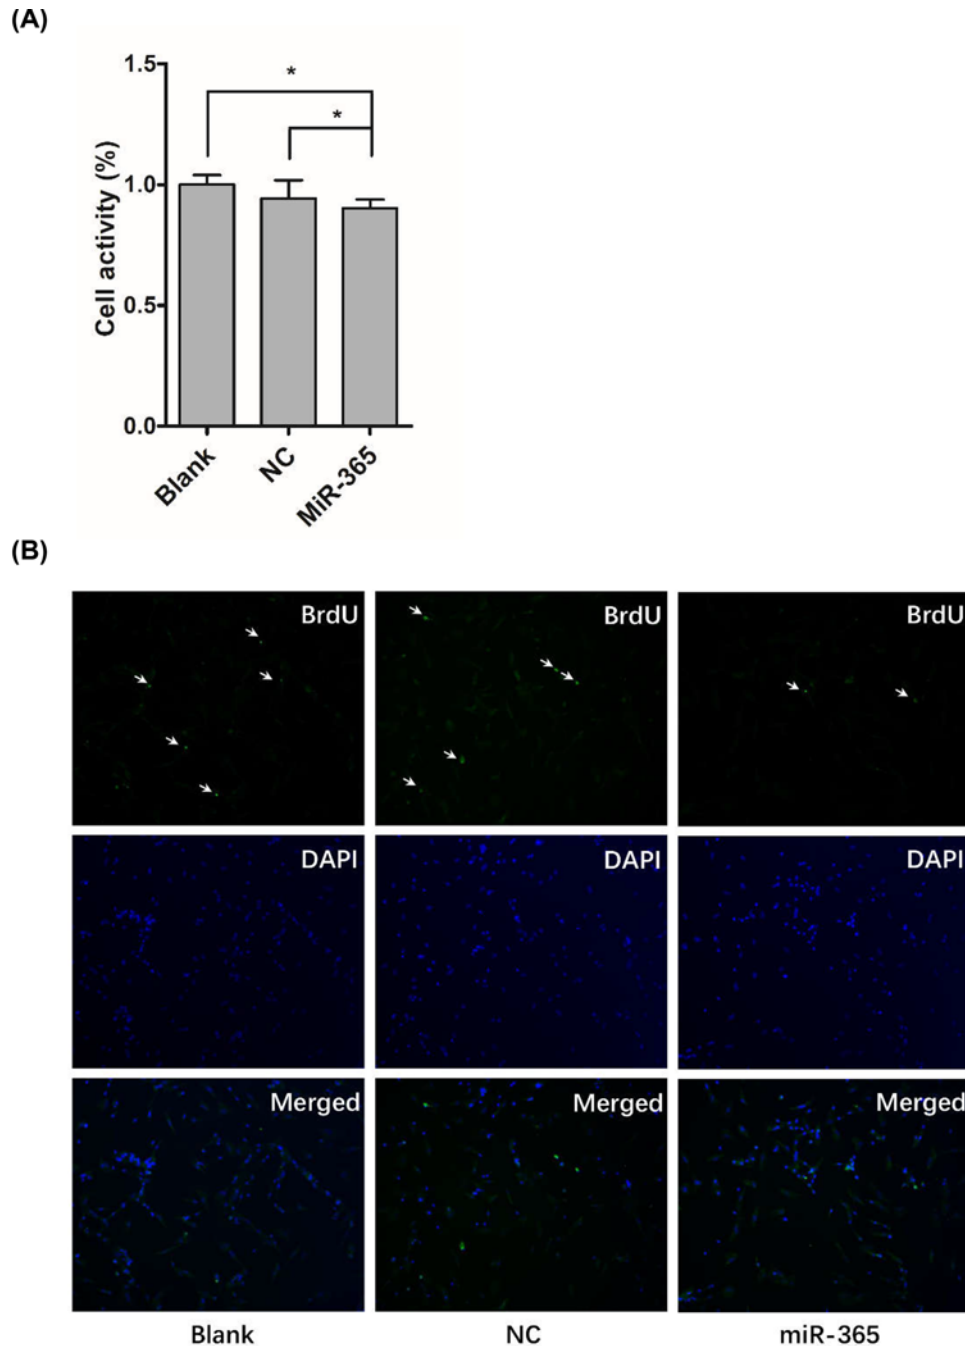 (A)
1.5
*
*
1.0
0.5
0.0
Cell activity (%)
Blank
NC
MiR-365
(B)
BrdU
BrdU
BrdU
DAPI
DAPI
DAPI
Merged
Merged
Merged
Blank
NC
miR-365